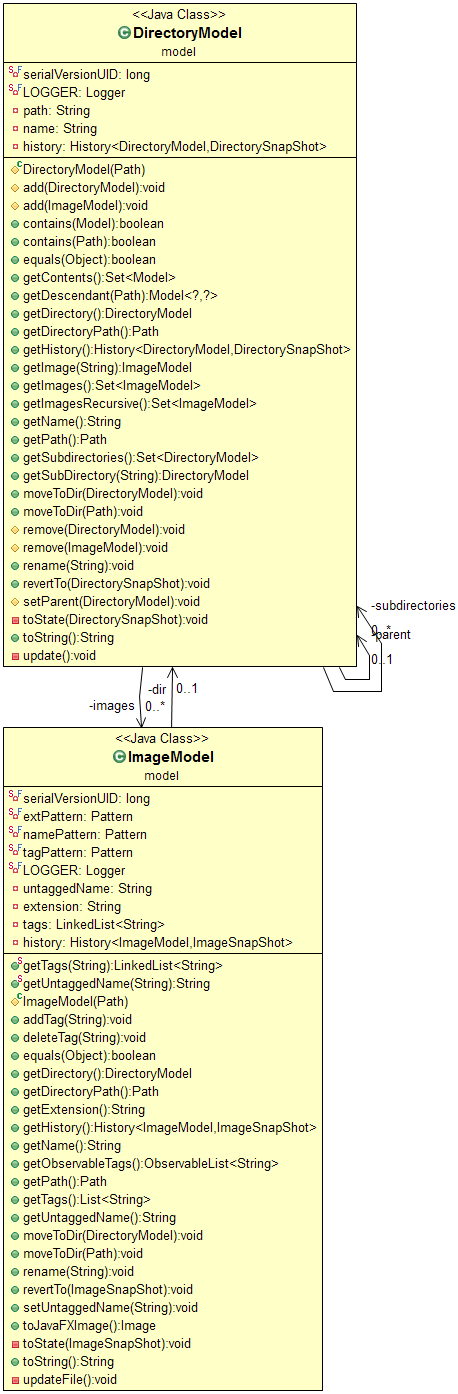 <<Java Class>>
DirectoryModel
model
serialVersionUID: long
LOGGER: Logger
path: String
name: String
history: History<DirectoryModel,DirectorySnapShot>
DirectoryModel(Path)
add(DirectoryModel):void
add(ImageModel):void
contains(Model):boolean
contains(Path):boolean
equals(Object):boolean
getContents():Set<Model>
getDescendant(Path):Model<?,?>
getDirectory():DirectoryModel
getDirectoryPath():Path
getHistory():History<DirectoryModel,DirectorySnapShot>
getImage(String):ImageModel
getImages():Set<ImageModel>
getImagesRecursive():Set<ImageModel>
getName():String
getPath():Path
getSubdirectories():Set<DirectoryModel>
getSubDirectory(String):DirectoryModel
moveToDir(DirectoryModel):void
moveToDir(Path):void
remove(DirectoryModel):void
remove(ImageModel):void
rename(String):void
revertTo(DirectorySnapShot):void
setParent(DirectoryModel):void
toState(DirectorySnapShot):void
toString():String
update():void
-subdirectories
0..*
-parent
0..1
-dir
0..1
-images
0..*
<<Java Class>>
ImageModel
model
serialVersionUID: long
extPattern: Pattern
namePattern: Pattern
tagPattern: Pattern
LOGGER: Logger
untaggedName: String
extension: String
tags: LinkedList<String>
history: History<ImageModel,ImageSnapShot>
getTags(String):LinkedList<String>
getUntaggedName(String):String
ImageModel(Path)
addTag(String):void
deleteTag(String):void
equals(Object):boolean
getDirectory():DirectoryModel
getDirectoryPath():Path
getExtension():String
getHistory():History<ImageModel,ImageSnapShot>
getName():String
getObservableTags():ObservableList<String>
getPath():Path
getTags():List<String>
getUntaggedName():String
moveToDir(DirectoryModel):void
moveToDir(Path):void
rename(String):void
revertTo(ImageSnapShot):void
setUntaggedName(String):void
toJavaFXImage():Image
toState(ImageSnapShot):void
toString():String
updateFile():void